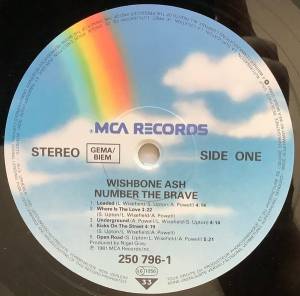 MCA RECORDS
STEREO
GEMA/
BIEM
SIDE ONE
WISHBONE ASH
NUMBER THE BRAVE
1. Loaded (L. Wisefield/S. Upton/A. Powell) 4:16
2. Where Is The Love 3:22
(S. Upton/L. Wisefield/A. Powell)
3. Underground (A. Powell/S. Upton/L. Wisefield)
4. Kicks On The Street 4:19
(S. Upton/L. Wisefield/A. Powell)
5. Open Road (S. Upton/L. Wisefield/A. Powell) 5:21
Produced by Nigel Gray
℗ 1981 MCA Records Inc.
250 796-1
33